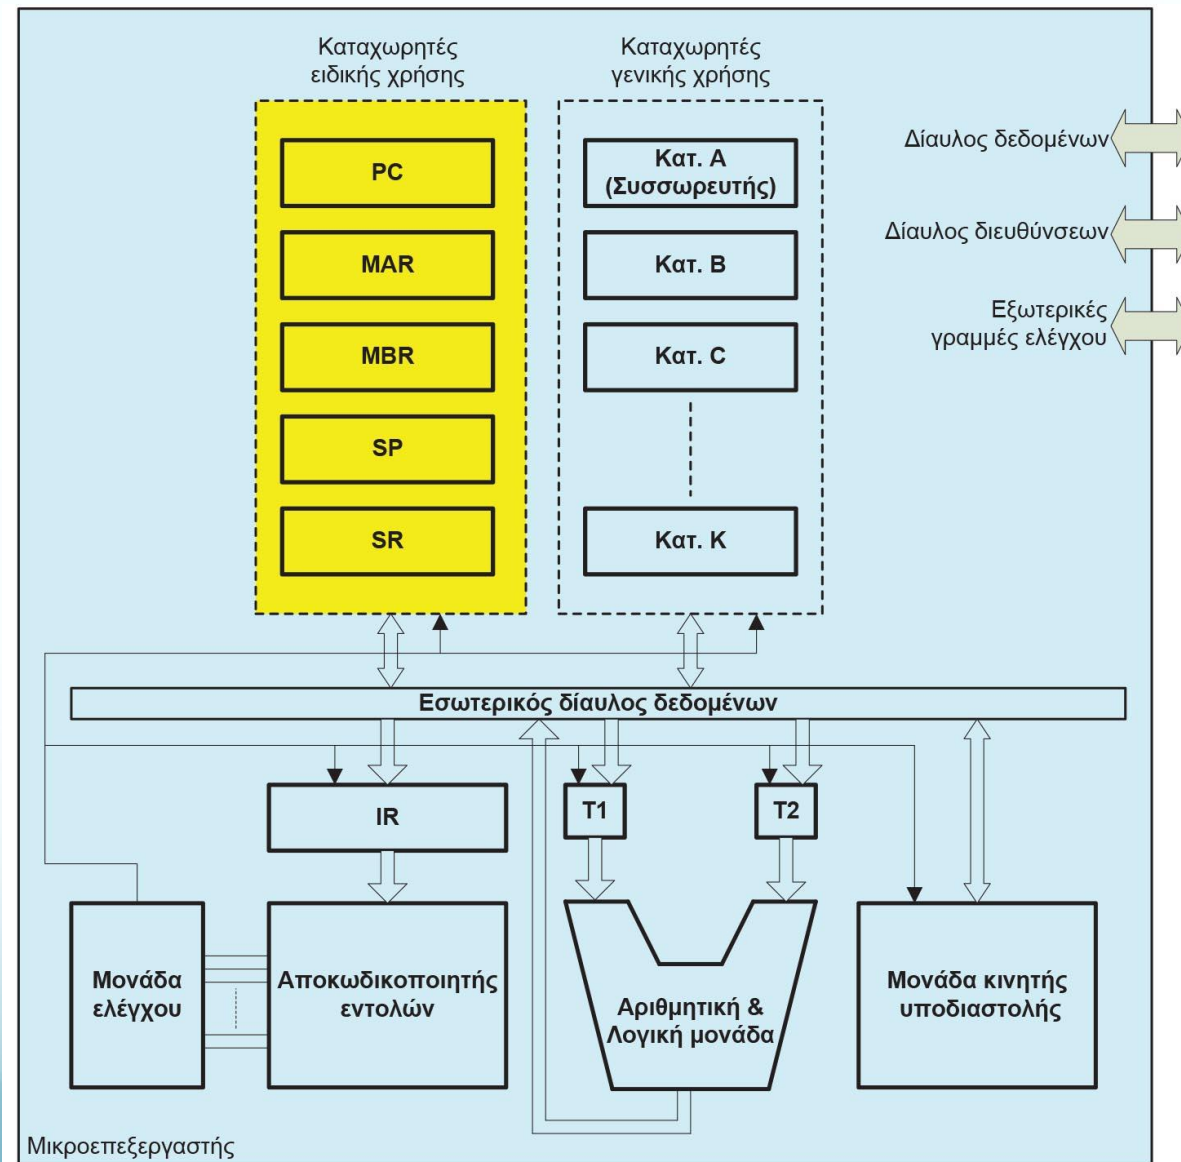 Καταχωρητές
ειδικής χρήσης
Καταχωρητές
γενικής χρήσης
PC
MAR
MBR
SP
SR
Κατ. Α
(Συσσωρευτής)
Κατ. Β
Κατ. C
Κατ. Κ
Δίαυλος δεδομένων
Δίαυλος διευθύνσεων
Εξωτερικές
γραμμές ελέγχου
Εσωτερικός δίαυλος δεδομένων
IR
T1
T2
Μονάδα
ελέγχου
Αποκωδικοποιητής
εντολών
Αριθμητική &
Λογική μονάδα
Μονάδα κινητής
υποδιαστολής
Μικροεπεξεργαστής